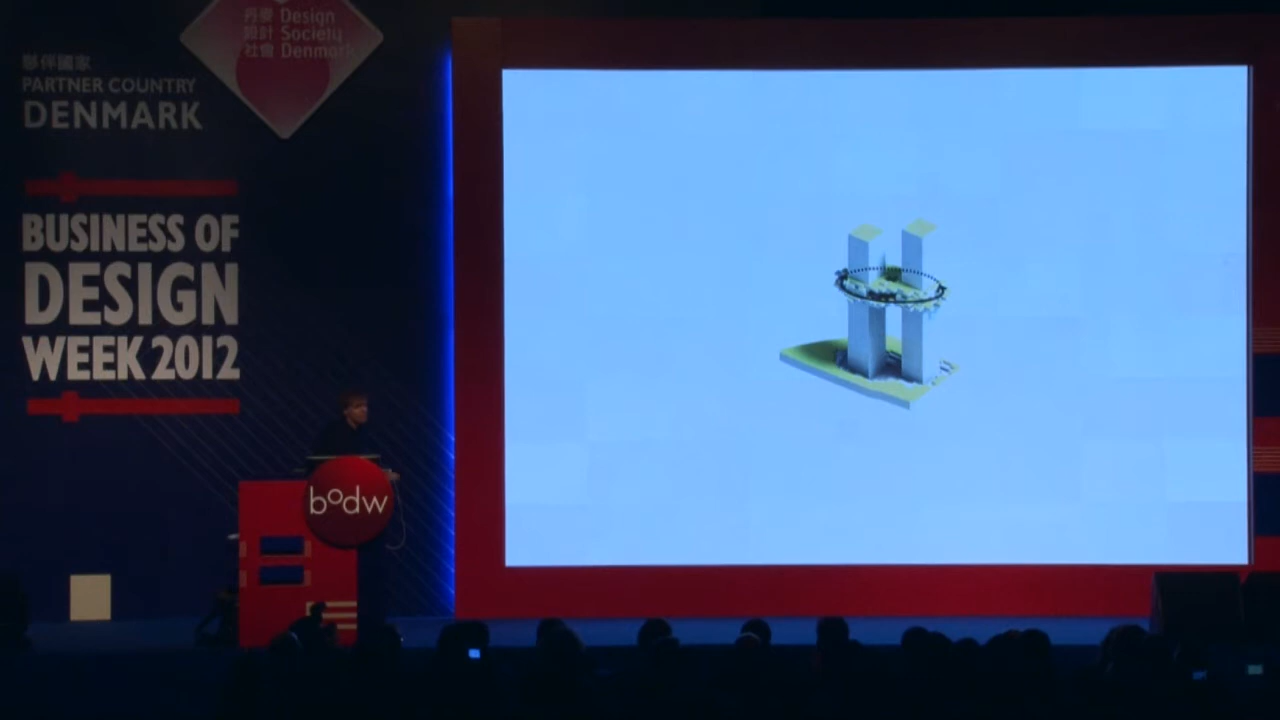 丹麥 Design
設計 Society
社會 Denmark
夥伴國家
PARTNER COUNTRY
DENMARK
BUSINESS OF
DESIGN
WEEK 2012
bodw